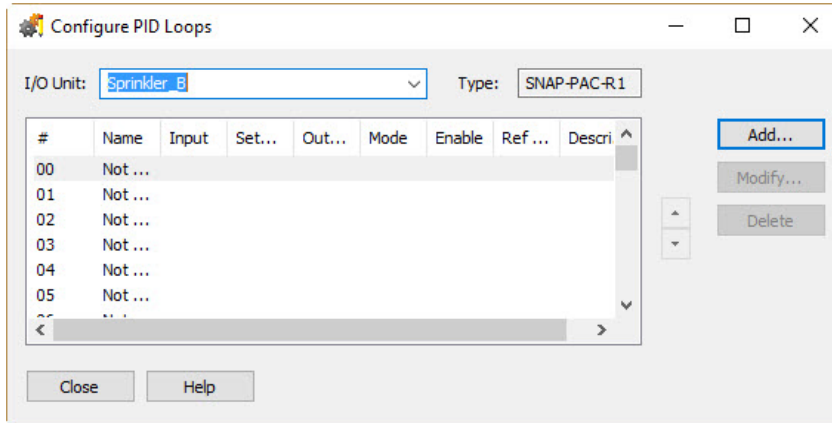 Configure PID Loops
I/O Unit: Sprinkler_B Type: SNAP-PAC-R1
# Name Input Set... Out... Mode Enable Ref ... Descri
00 Not ...
01 Not ...
02 Not ...
03 Not ...
04 Not ...
05 Not ...
Add...
Modify...
Delete
Close Help